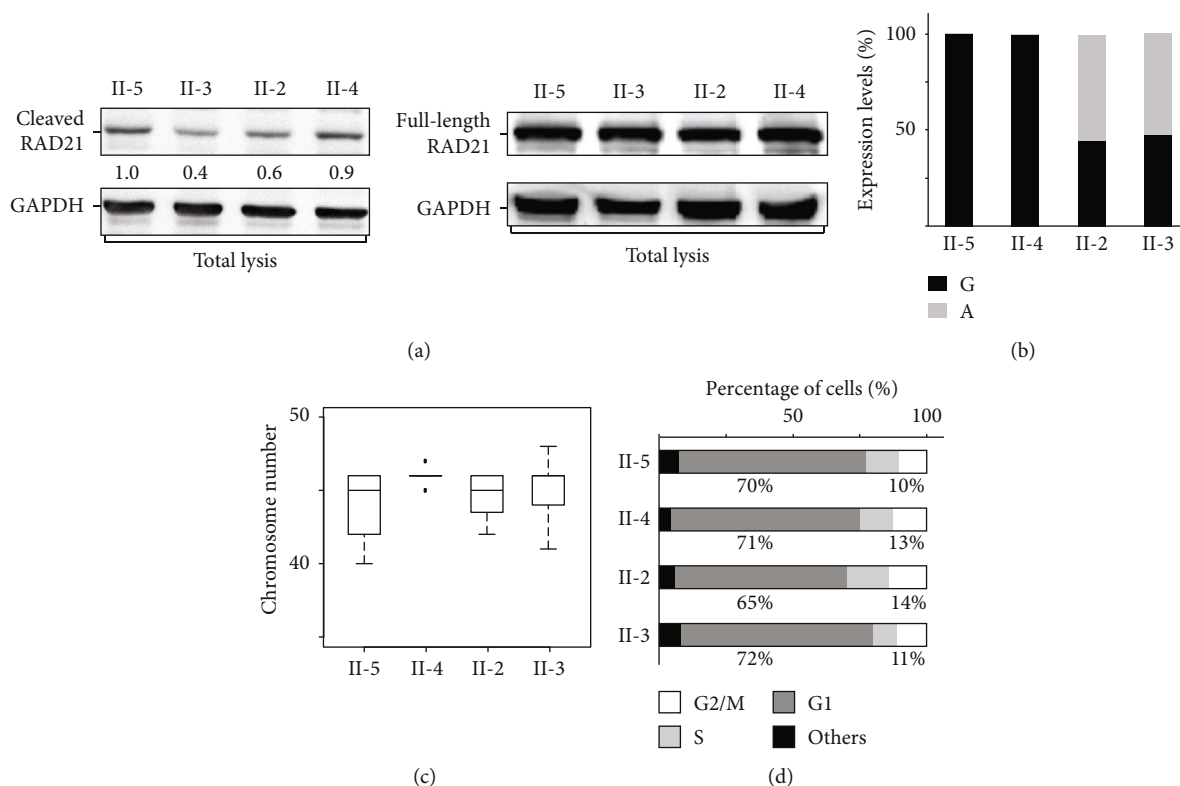 II-5 II-3 II-2 II-4
Cleaved
RAD21
1.0 0.4 0.6 0.9
GAPDH
Total lysis
II-5 II-3 II-2 II-4
Full-length
RAD21
GAPDH
Total lysis
(a)
Expression levels (%)
100
50
II-5 II-4 II-2 II-3
G
A
(b)
Chromosome number
50
40
II-5 II-4 II-2 II-3
(c)
Percentage of cells (%)
50 100
II-5
70% 10%
II-4
71% 13%
II-2
65% 14%
II-3
72% 11%
G2/M G1
S Others
(d)